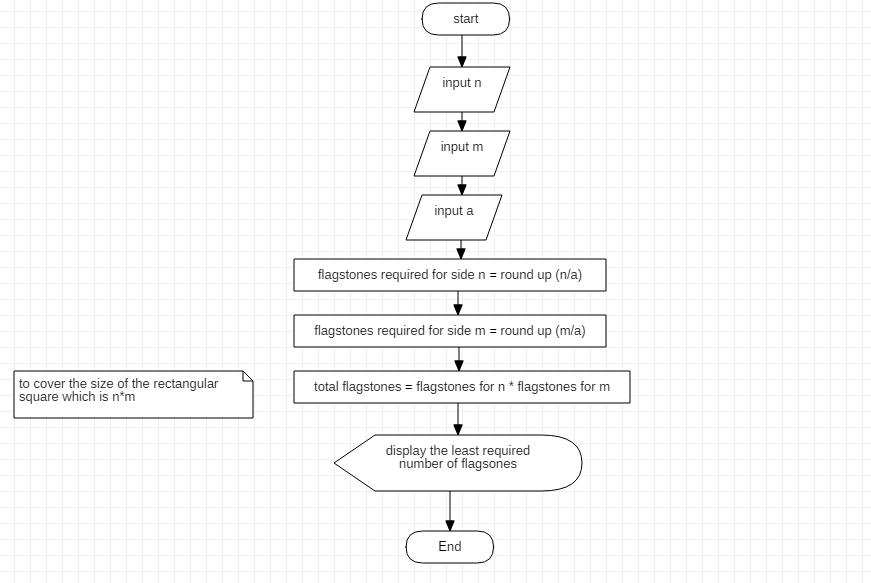 start
input n
input m
input a
flagstones required for side n = round up (n/a)
flagstones required for side m = round up (m/a)
to cover the size of the rectangular
square which is n*m
total flagstones = flagstones for n * flagstones for m
display the least required
number of flagsones
End